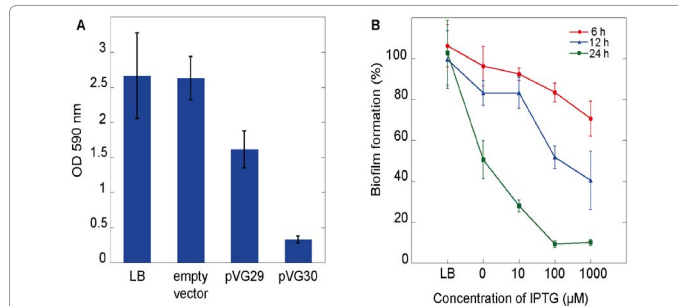 A
OD 590 nm
3
2.5
2
1.5
1
0.5
0
LB
empty
vector
pVG29
pVG30
B
6 h
12 h
24 h
Biofilm formation (%)
100
80
60
40
20
0
LB
0
10
100
1000
Concentration of IPTG (µM)